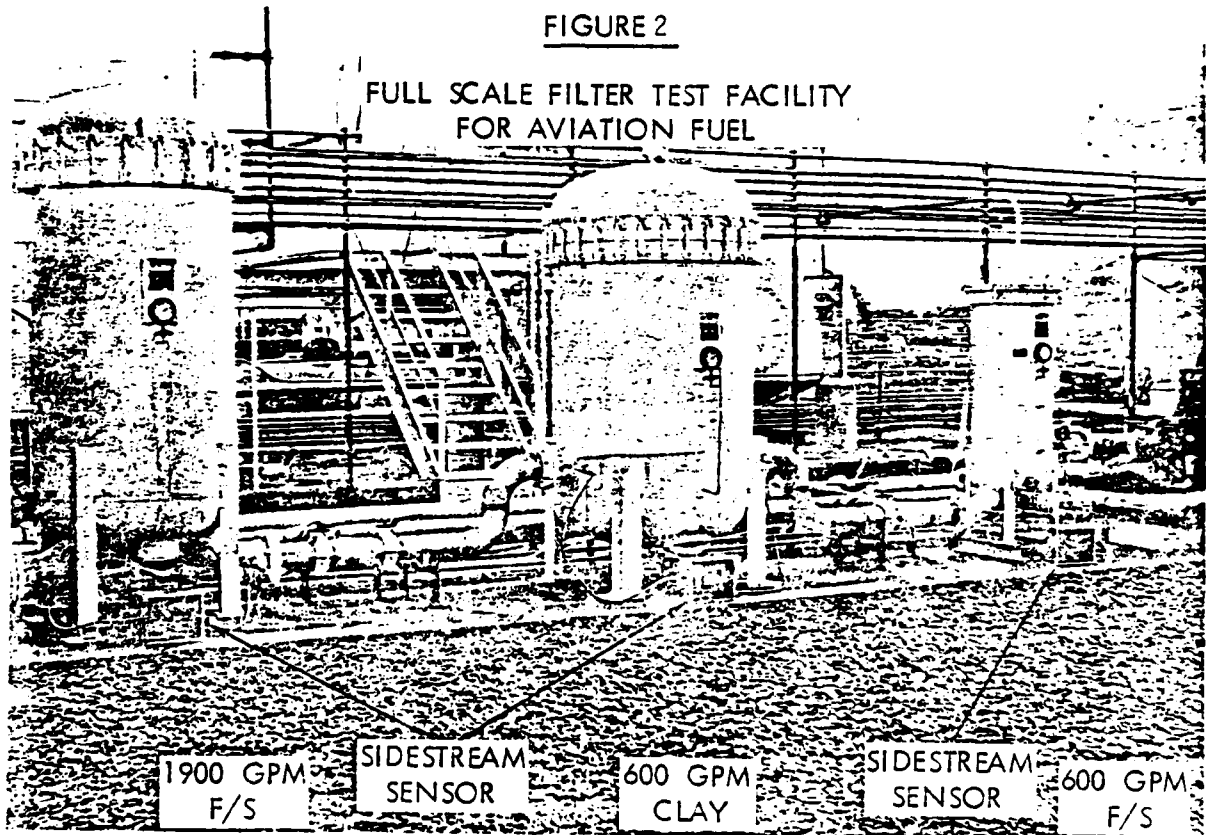 FIGURE 2
FULL SCALE FILTER TEST FACILITY
FOR AVIATION FUEL
1900 GPM
F/S
SIDESTREAM
SENSOR
600 GPM
CLAY
SIDESTREAM
SENSOR
600 GPM
F/S